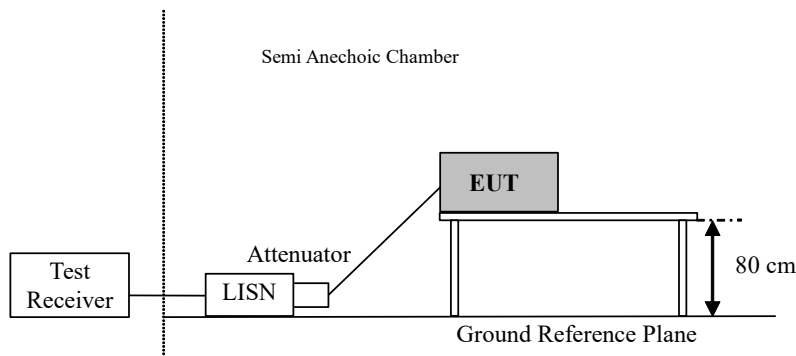 Semi Anechoic Chamber
EUT
Attenuator
80 cm
Test
Receiver
LISN
Ground Reference Plane